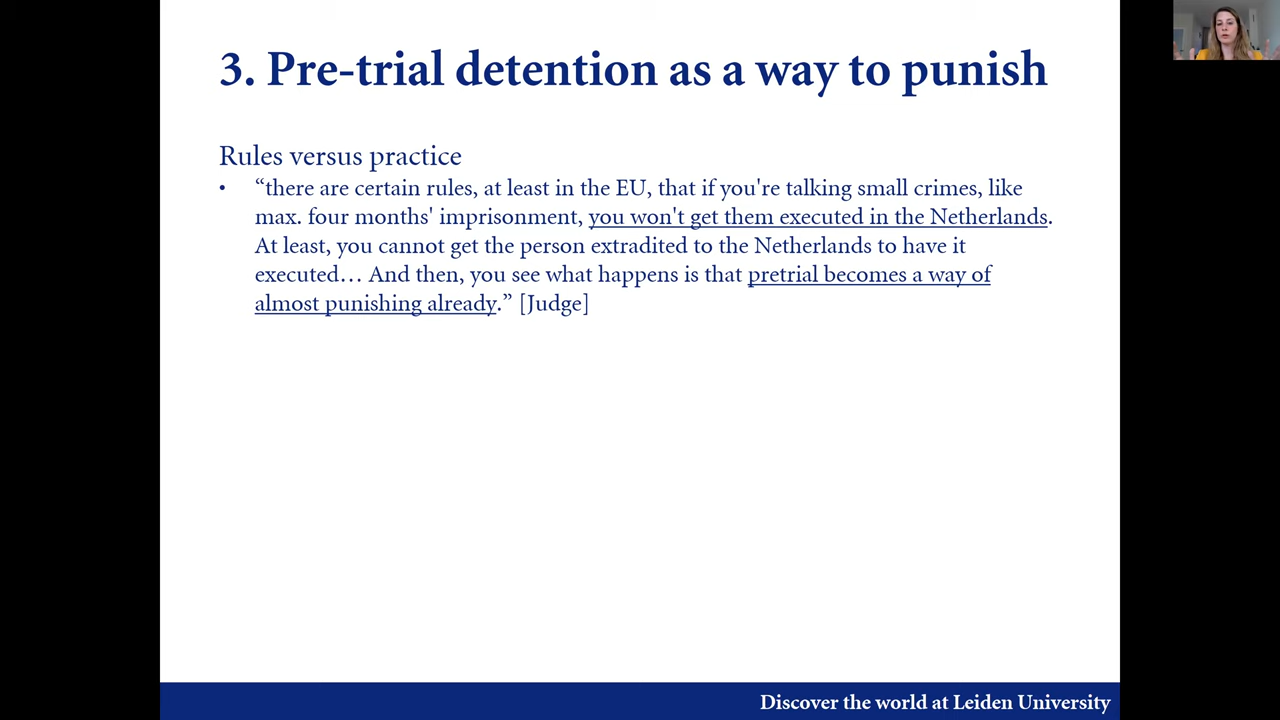 3. Pre-trial detention as a way to punish
Rules versus practice
• “there are certain rules, at least in the EU, that if you're talking small crimes, like
max. four months' imprisonment, you won't get them executed in the Netherlands.
At least, you cannot get the person extradited to the Netherlands to have it
executed… And then, you see what happens is that pretrial becomes a way of
almost punishing already.” [Judge]
Discover the world at Leiden University